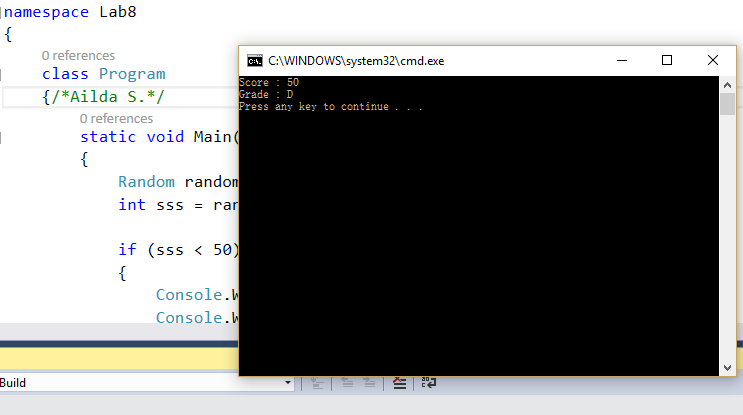 namespace Lab8
{
0 references
class Program
{/*Ailda S.*/
0 references
static void Main(
{
Random random
int sss = ran
if (sss < 50)
{
Console.W
Console.W
C:\WINDOWS\system32\cmd.exe
Score : 50
Grade : D
Press any key to continue . . .
Build